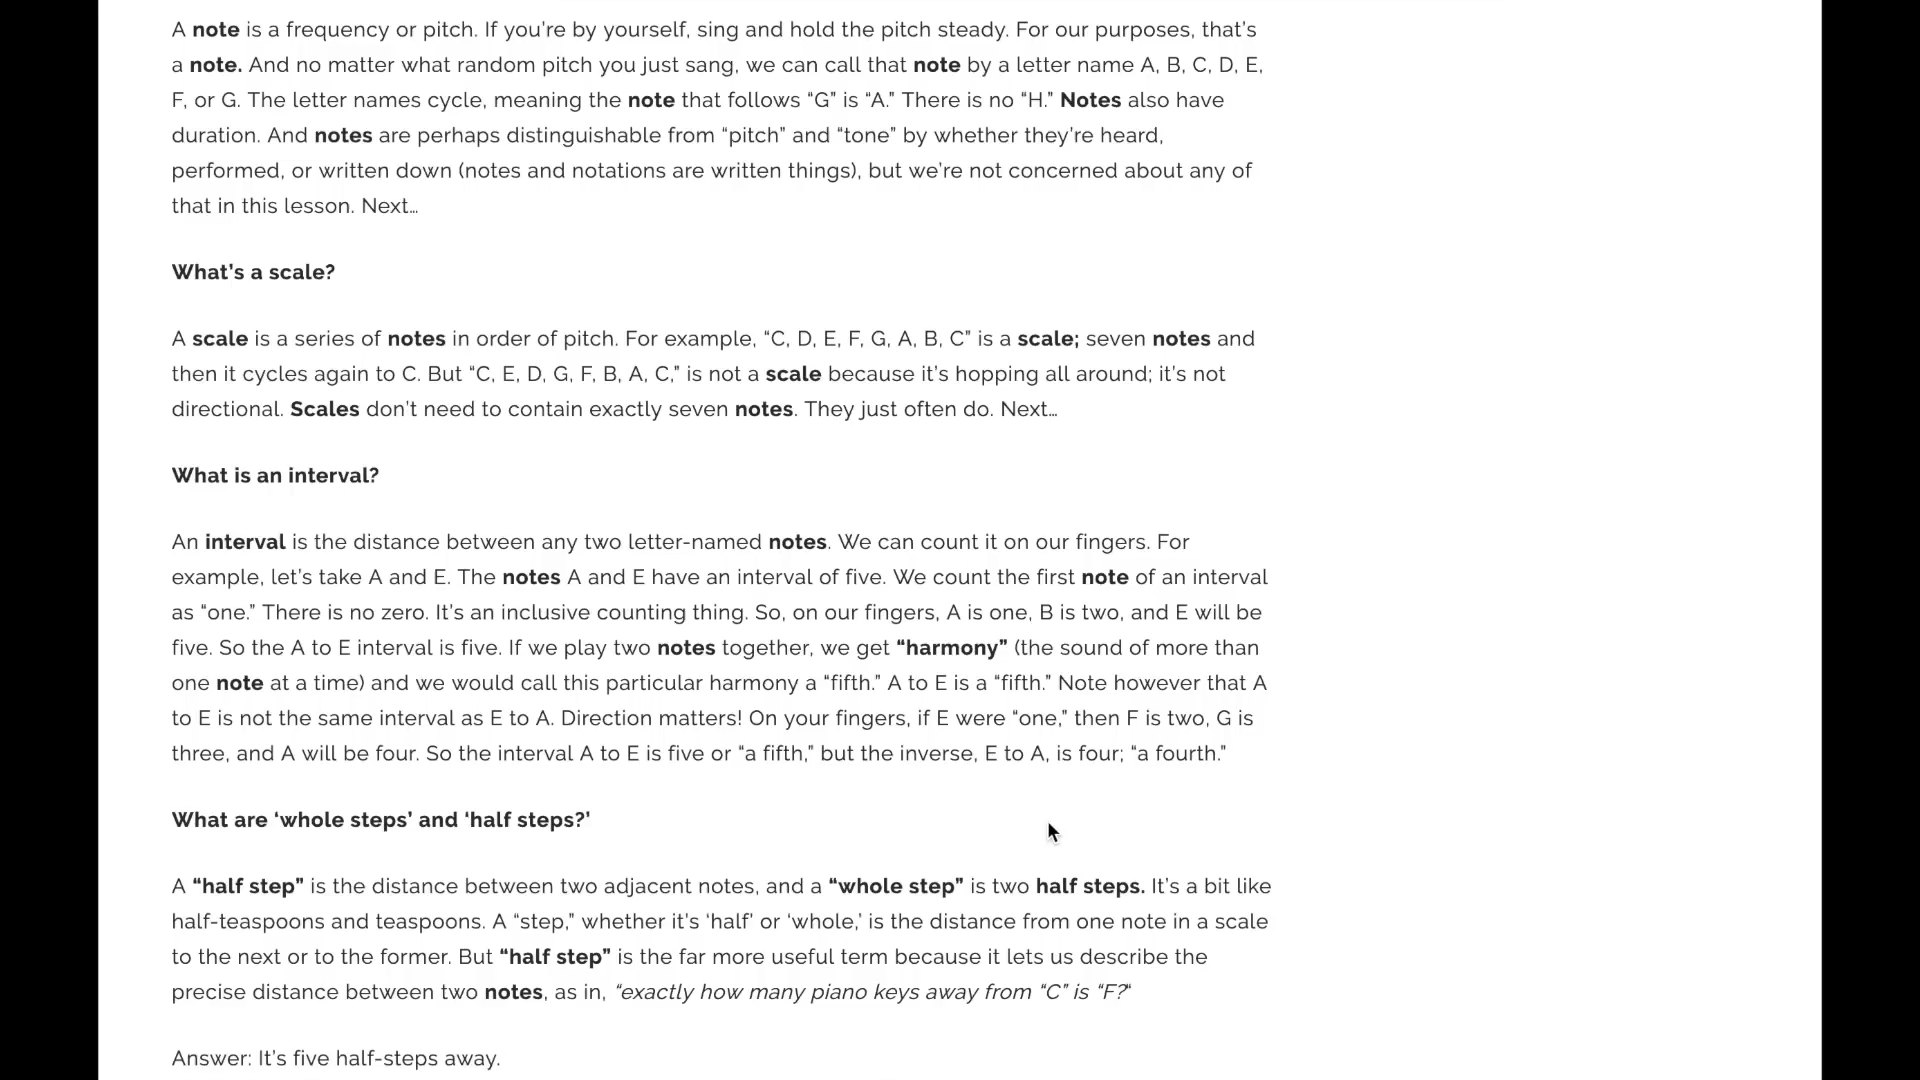 A note is a frequency or pitch. If you’re by yourself, sing and hold the pitch steady. For our purposes, that’s
a note. And no matter what random pitch you just sang, we can call that note by a letter name A, B, C, D, E,
F, or G. The letter names cycle, meaning the note that follows “G” is “A.” There is no “H.” Notes also have
duration. And notes are perhaps distinguishable from “pitch” and “tone” by whether they’re heard,
performed, or written down (notes and notations are written things), but we’re not concerned about any of
that in this lesson. Next…
What’s a scale?
A scale is a series of notes in order of pitch. For example, “C, D, E, F, G, A, B, C” is a scale; seven notes and
then it cycles again to C. But “C, E, D, G, F, B, A, C,” is not a scale because it’s hopping all around; it’s not
directional. Scales don’t need to contain exactly seven notes. They just often do. Next…
What is an interval?
An interval is the distance between any two letter-named notes. We can count it on our fingers. For
example, let’s take A and E. The notes A and E have an interval of five. We count the first note of an interval
as “one.” There is no zero. It’s an inclusive counting thing. So, on our fingers, A is one, B is two, and E will be
five. So the A to E interval is five. If we play two notes together, we get “harmony” (the sound of more than
one note at a time) and we would call this particular harmony a “fifth.” A to E is a “fifth.” Note however that A
to E is not the same interval as E to A. Direction matters! On your fingers, if E were “one,” then F is two, G is
three, and A will be four. So the interval A to E is five or “a fifth,” but the inverse, E to A, is four; “a fourth.”
What are ‘whole steps’ and ‘half steps?’
A “half step” is the distance between two adjacent notes, and a “whole step” is two half steps. It’s a bit like
half-teaspoons and teaspoons. A “step,” whether it’s ‘half’ or ‘whole,’ is the distance from one note in a scale
to the next or to the former. But “half step” is the far more useful term because it lets us describe the
precise distance between two notes, as in, “exactly how many piano keys away from “C” is “F?“
Answer: It’s five half-steps away.